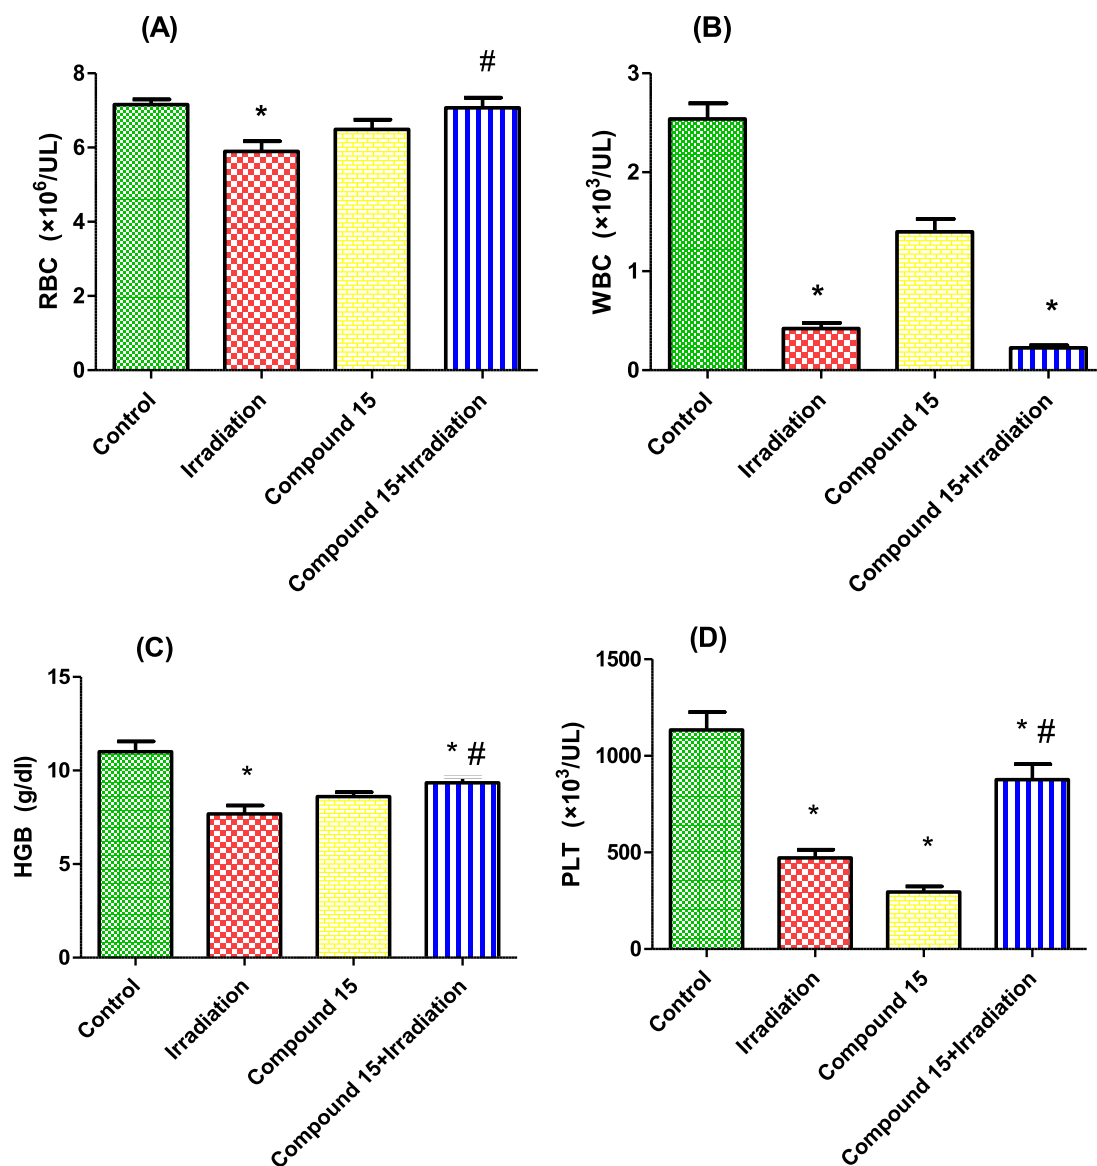 (A)
#
*
8
6
4
2
0
RBC (×10⁶/UL)
Control
Irradiation
Compound 15
Compound 15+Irradiation
(B)
3
2
1
0
WBC (×10³/UL)
*
*
Control
Irradiation
Compound 15
Compound 15+Irradiation
(C)
15
10
5
0
HGB (g/dl)
*
* #
Control
Irradiation
Compound 15
Compound 15+Irradiation
(D)
1500
1000
500
0
PLT (×10³/UL)
*
*
* #
Control
Irradiation
Compound 15
Compound 15+Irradiation